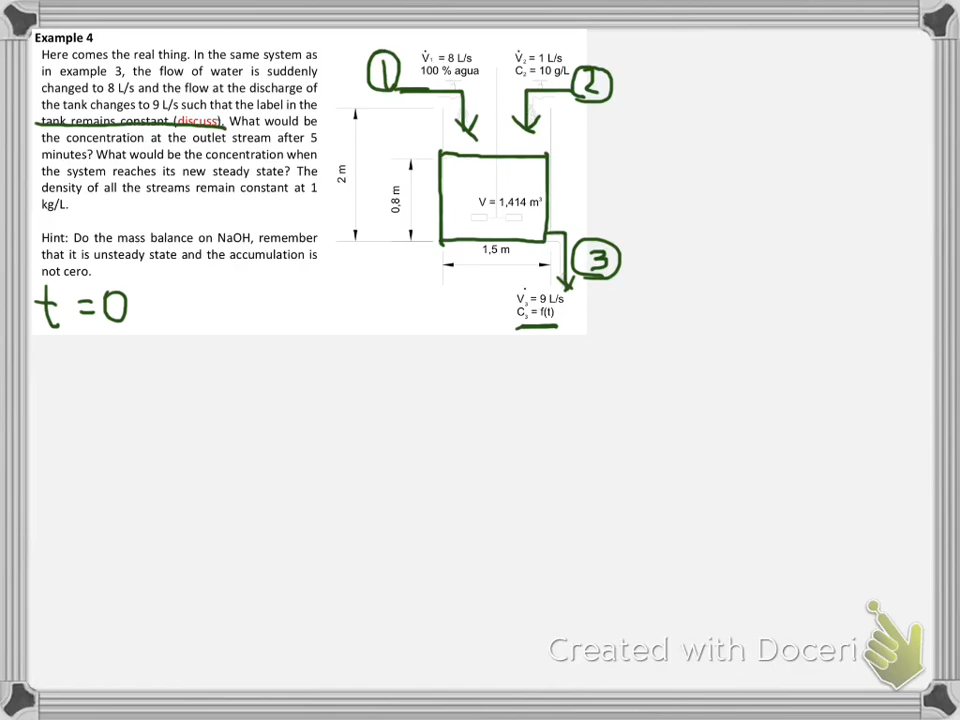 Example 4
Here comes the real thing. In the same system as
in example 3, the flow of water is suddenly
changed to 8 L/s and the flow at the discharge of
the tank changes to 9 L/s such that the label in the
tank remains constant (discuss). What would be
the concentration at the outlet stream after 5
minutes? What would be the concentration when
the system reaches its new steady state? The
density of all the streams remain constant at 1
kg/L.
Hint: Do the mass balance on NaOH, remember
that it is unsteady state and the accumulation is
not cero.
t = 0
1
V̇₁ = 8 L/s
100 % agua
V̇₂ = 1 L/s
C₂ = 10 g/L
2
2 m
0,8 m
V = 1,414 m³
1,5 m
3
V̇₃ = 9 L/s
C₃ = f(t)
Created with Doceri